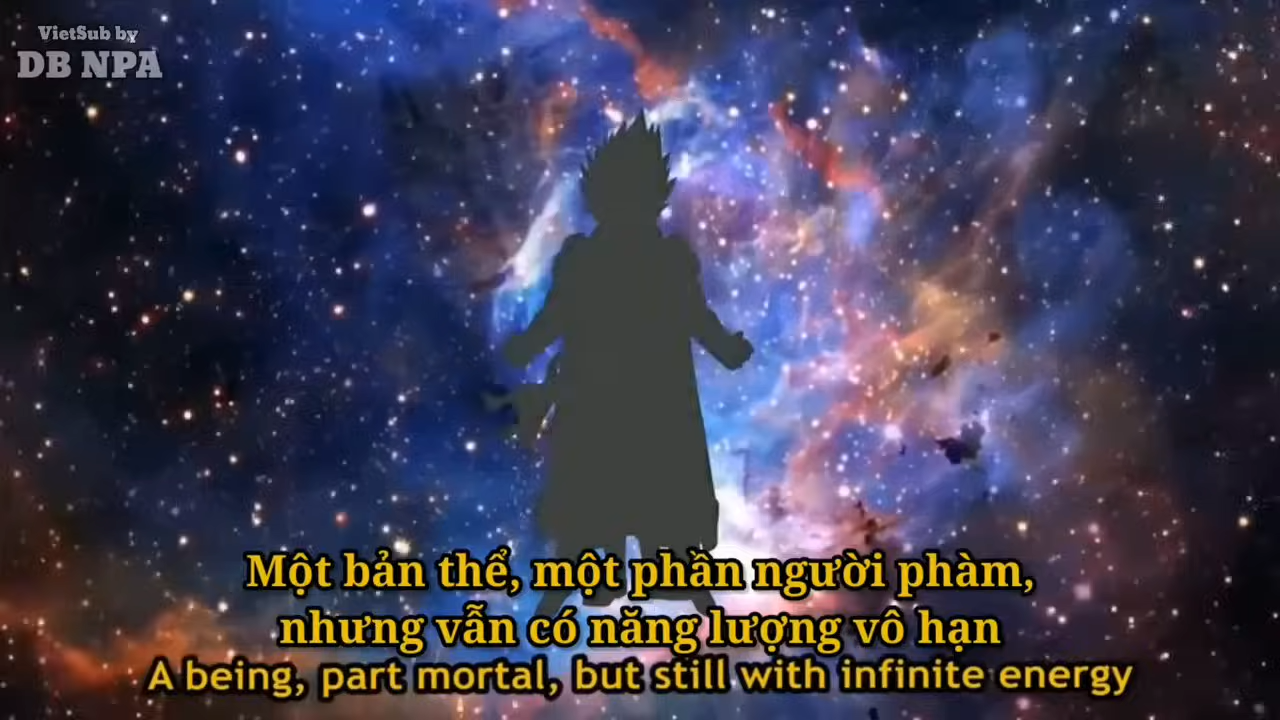 VietSub by
DB NPA
Một bản thể, một phần người phàm,
nhưng vẫn có năng lượng vô hạn
A being, part mortal, but still with infinite energy